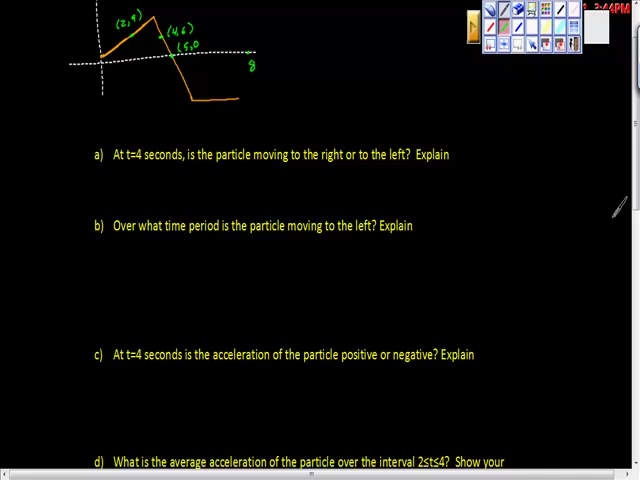 3:44PM
(2,9)
(4,6)
(5,0
8
a) At t=4 seconds, is the particle moving to the right or to the left? Explain
b) Over what time period is the particle moving to the left? Explain
c) At t=4 seconds is the acceleration of the particle positive or negative? Explain
d) What is the average acceleration of the particle over the interval 2≤t≤4? Show your